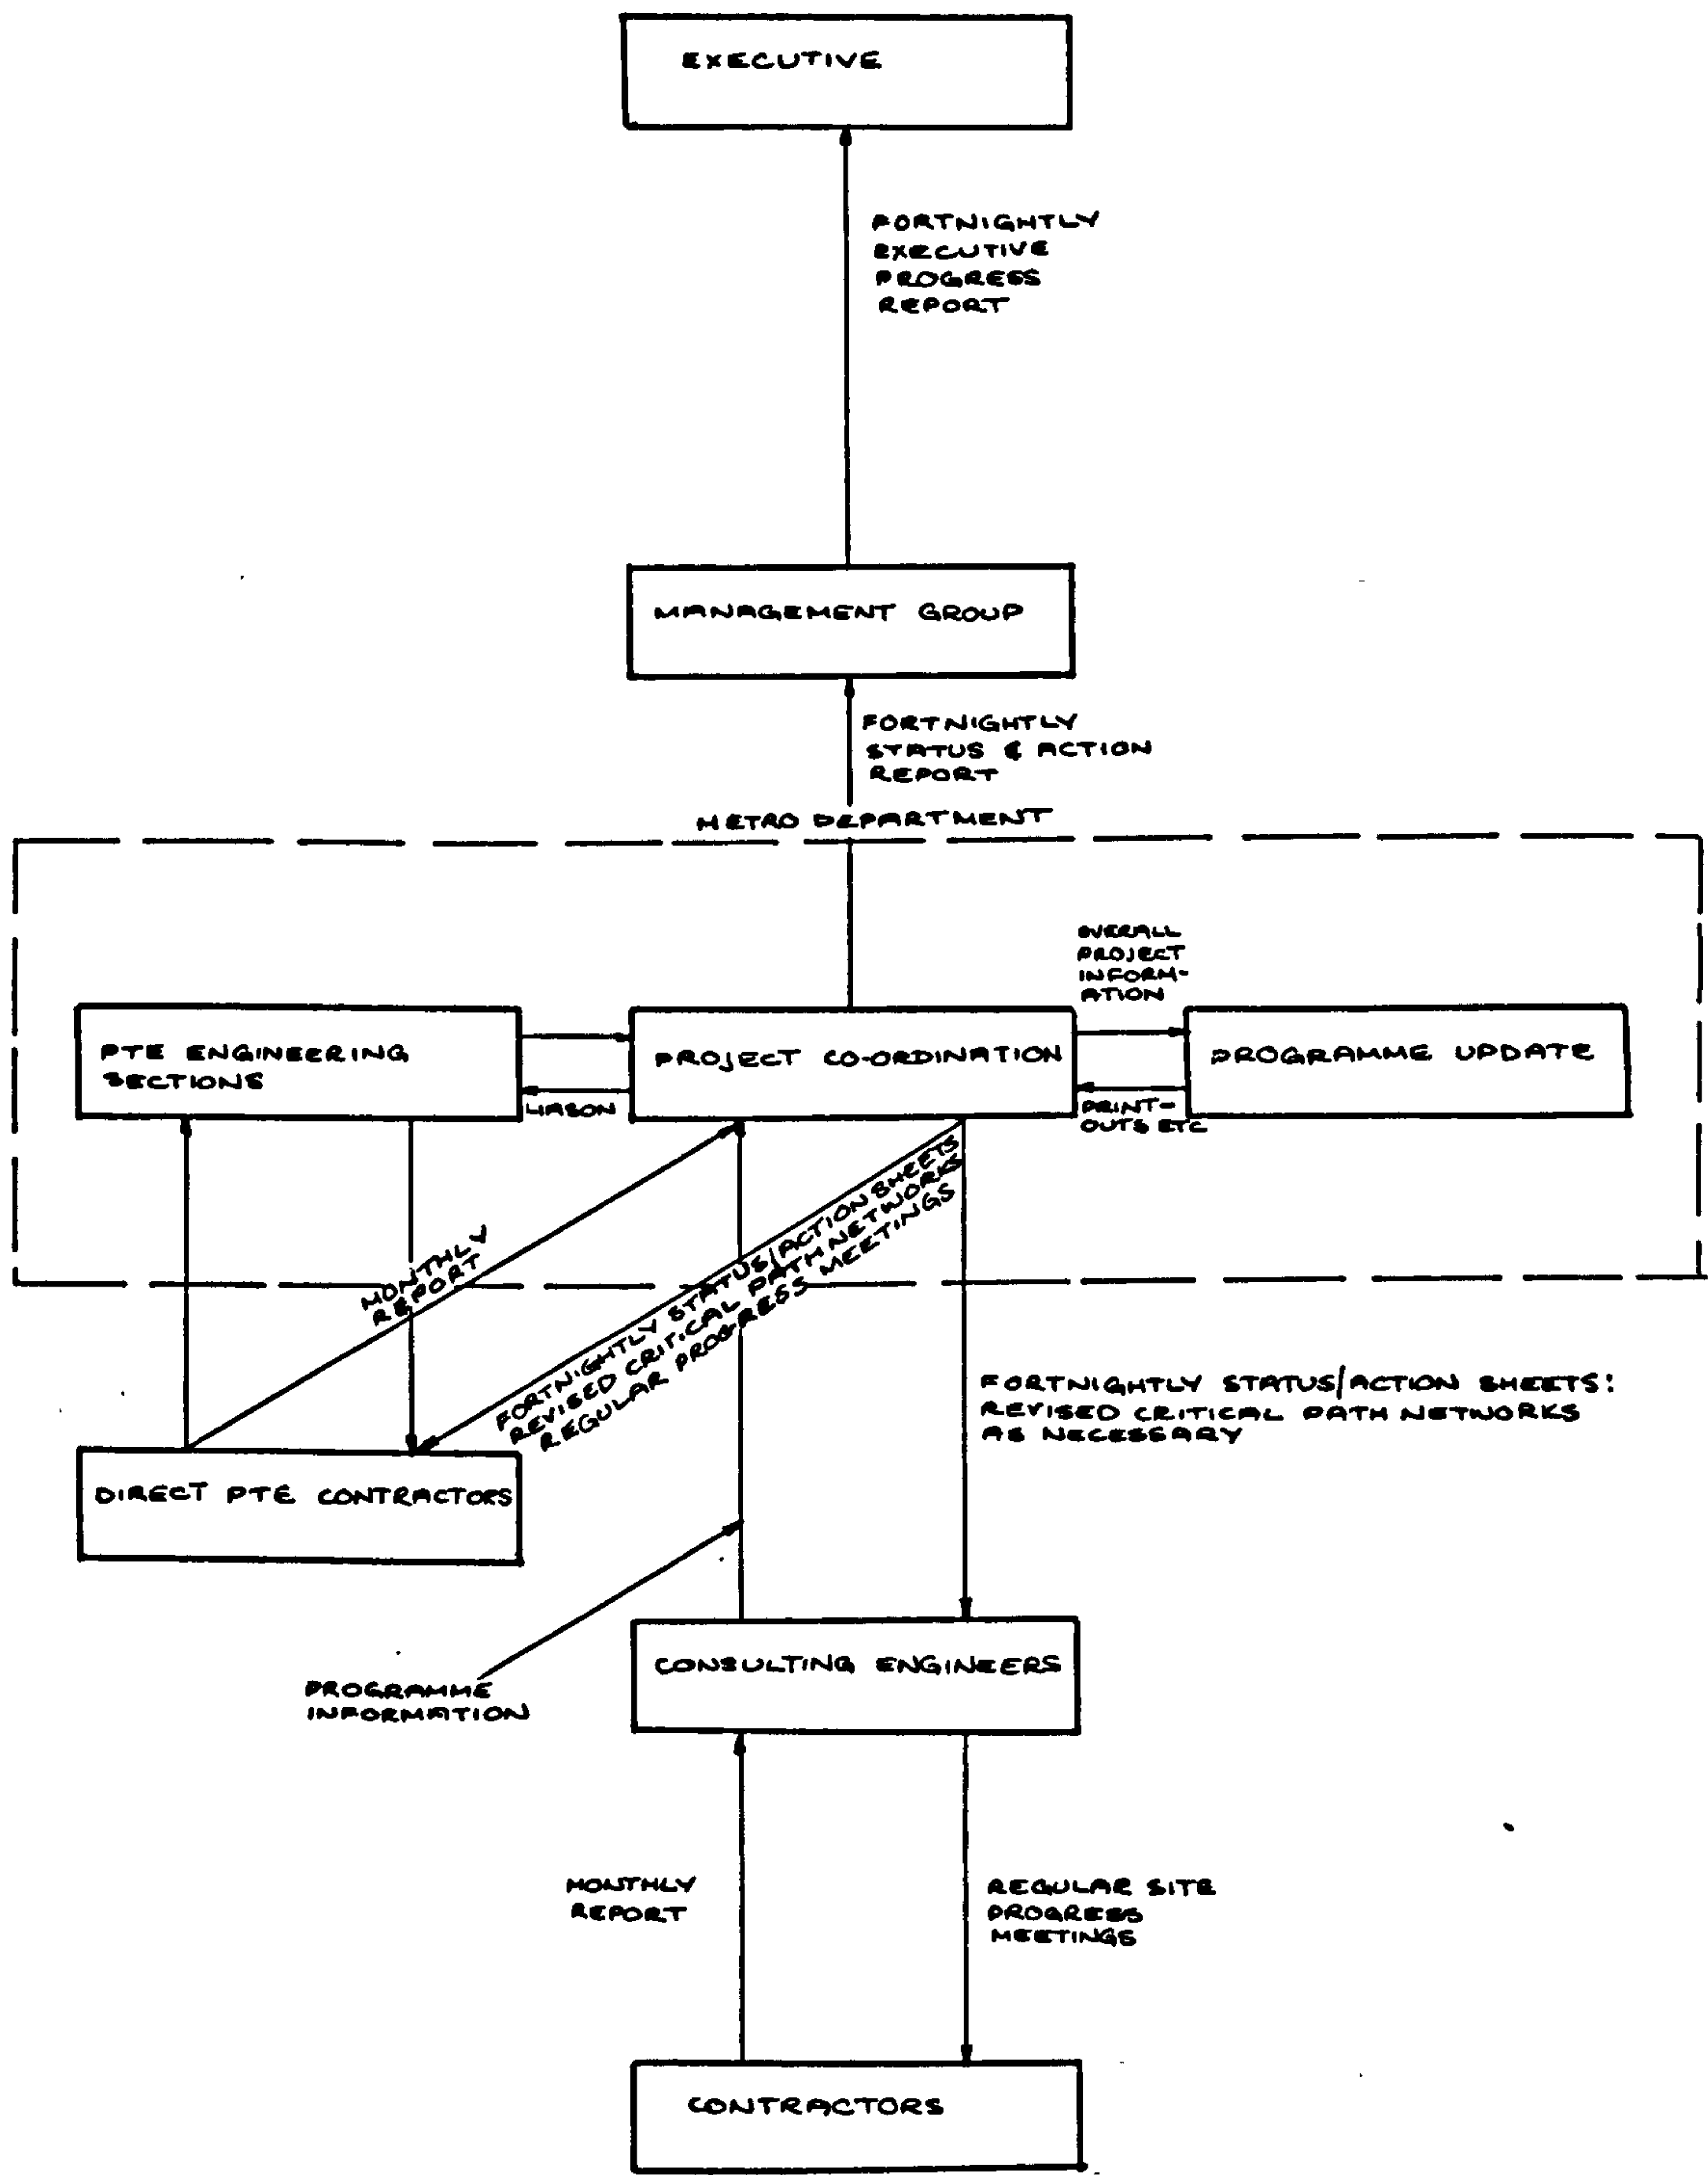 EXECUTIVE
FORTNIGHTLY
EXECUTIVE
PROGRESS
REPORT
MANAGEMENT GROUP
FORTNIGHTLY
STATUS & ACTION
REPORT
METRO DEPARTMENT
OVERALL
PROJECT
INFORM-
ATION
PTE ENGINEERING
SECTIONS
LIASON
PROJECT CO-ORDINATION
PRINT-
OUTS ETC
PROGRAMME UPDATE
MONTHLY
REPORT
FORTNIGHTLY STATUS/ACTION SHEETS
REVISED CRITICAL PATH NETWORKS
REGULAR PROGRESS MEETINGS
FORTNIGHTLY STATUS/ACTION SHEETS:
REVISED CRITICAL PATH NETWORKS
AS NECESSARY
DIRECT PTE CONTRACTORS
CONSULTING ENGINEERS
PROGRAMME
INFORMATION
MONTHLY
REPORT
REGULAR SITE
PROGRESS
MEETINGS
CONTRACTORS